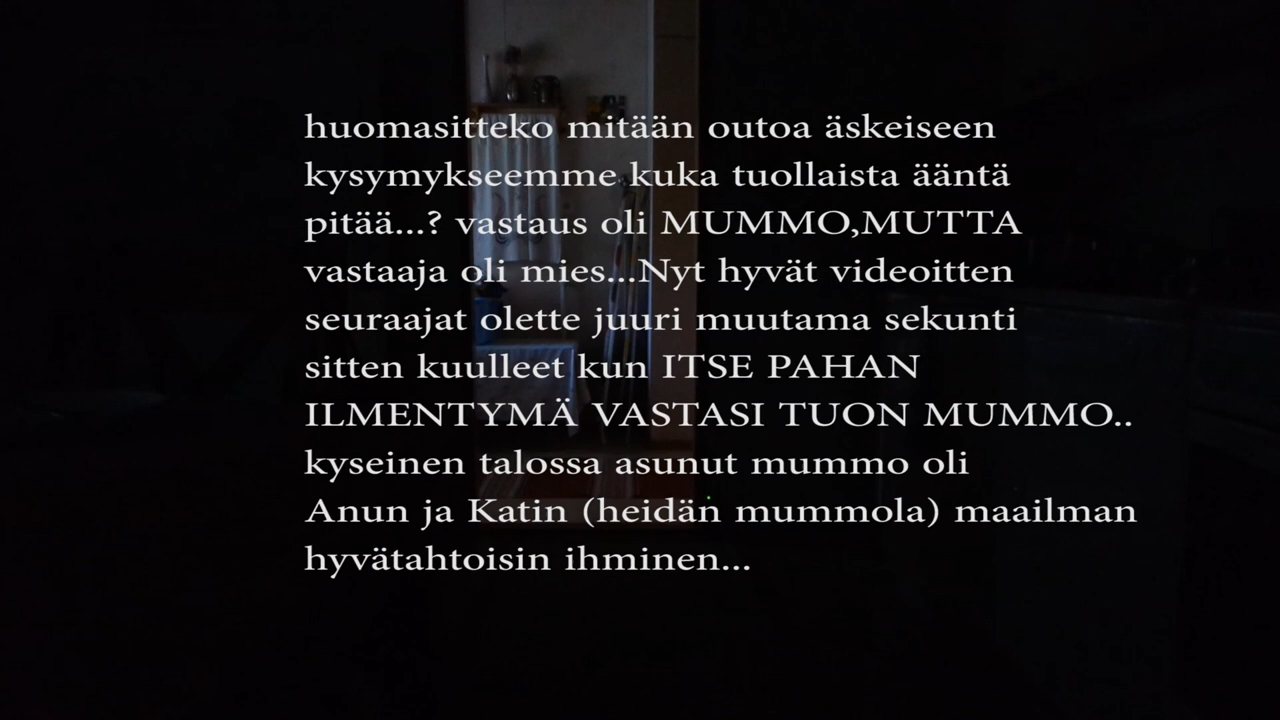 huomasitteko mitään outoa äskeiseen
kysymykseemme kuka tuollaista ääntä
pitää...? vastaus oli MUMMO,MUTTA
vastaaja oli mies...Nyt hyvät videoitten
seuraajat olette juuri muutama sekunti
sitten kuulleet kun ITSE PAHAN
ILMENTYMÄ VASTASI TUON MUMMO..
kyseinen talossa asunut mummo oli
Anun ja Katin (heidän mummola) maailman
hyvätahtoisin ihminen...